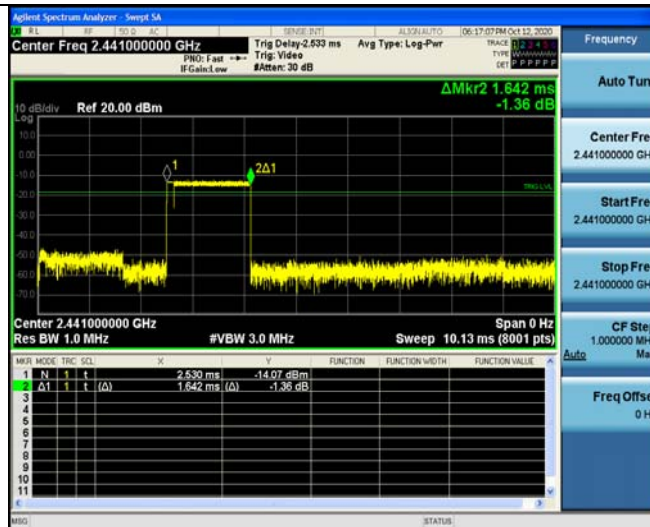 Agilent Spectrum Analyzer - Swept SA
RL RF 50 Ω AC SENSE:INT ALIGNAUTO 06:17:07 PM Oct 12, 2020
Center Freq 2.441000000 GHz
PNO: Fast
IFGain:Low
Trig Delay-2.533 ms
Trig: Video
#Atten: 30 dB
Avg Type: Log-Pwr
TRACE 1 2 3 4 5 6
TYPE
DET P P P P P P
Frequency
Auto Tun
Center Fre
2.441000000 GH
Start Fre
2.441000000 GH
Stop Fre
2.441000000 GH
CF Ste
1.000000 MH
Auto Ma
Freq Offse
0 H
ΔMkr2 1.642 ms
-1.36 dB
10 dB/div Ref 20.00 dBm
Log
10.0
0.00
-10.0
-20.0
-30.0
-40.0
-50.0
-60.0
-70.0
1
2Δ1
TRIG LVL
Center 2.441000000 GHz Span 0 Hz
Res BW 1.0 MHz #VBW 3.0 MHz Sweep 10.13 ms (8001 pts)
MKR MODE TRC SCL X Y FUNCTION FUNCTION WIDTH FUNCTION VALUE
1 N 1 t 2.530 ms -14.07 dBm
2 Δ1 1 t (Δ) 1.642 ms (Δ) -1.36 dB
3
4
5
6
7
8
9
10
11
MSG STATUS